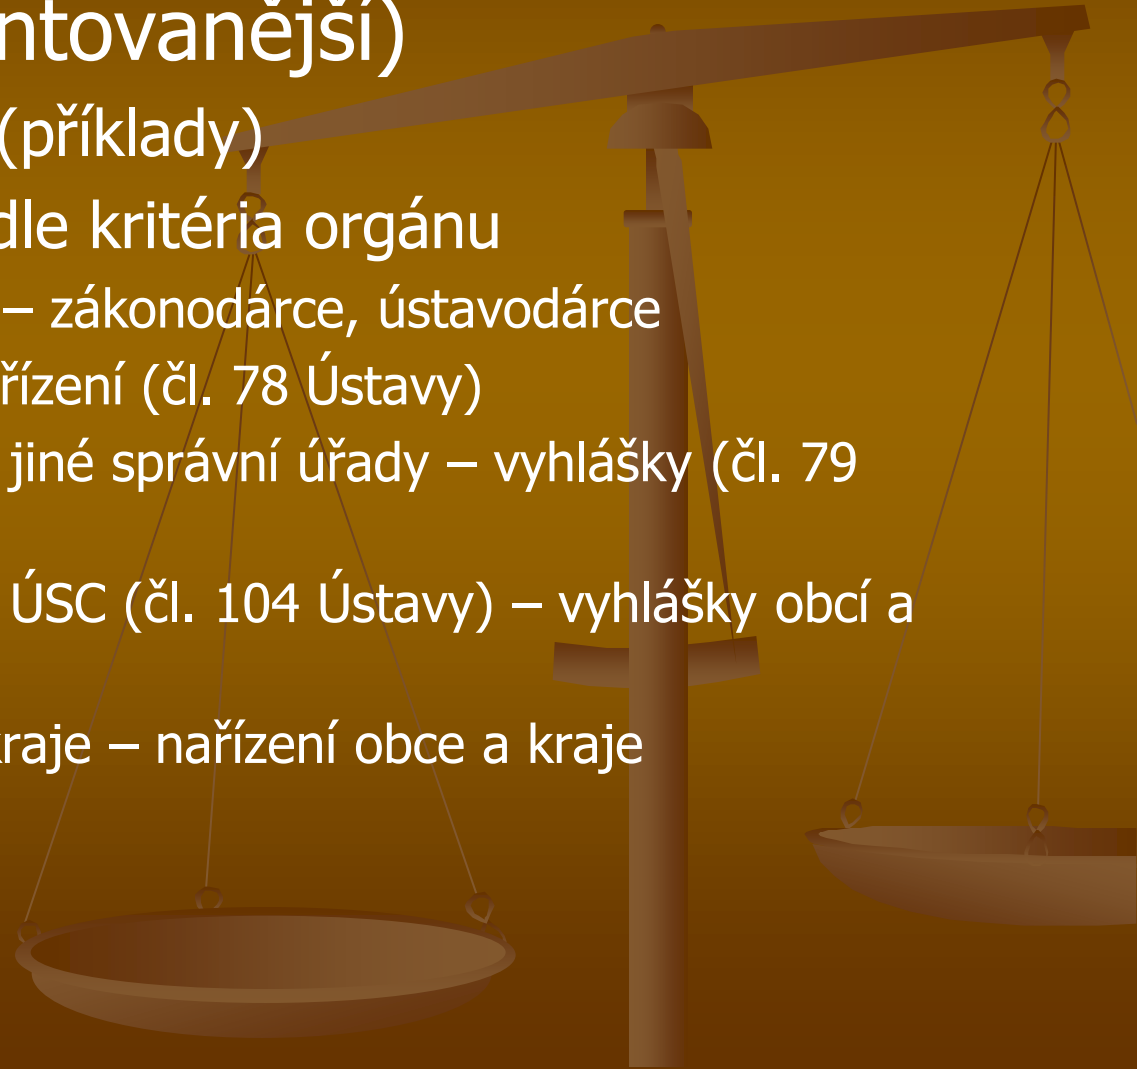 ntovanější)
(příklady)
dle kritéria orgánu
– zákonodárce, ústavodárce
řízení (čl. 78 Ústavy)
jiné správní úřady – vyhlášky (čl. 79
ÚSC (čl. 104 Ústavy) – vyhlášky obcí a
kraje – nařízení obce a kraje